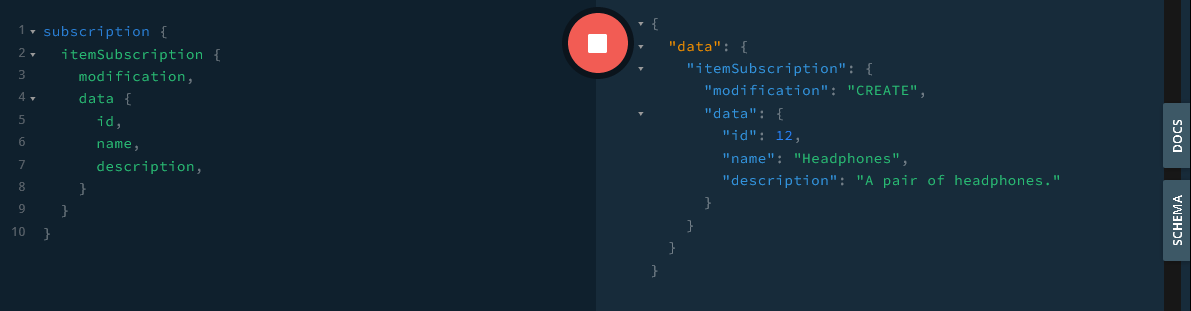 1 subscription {
2 itemSubscription {
3 modification,
4 data {
5 id,
6 name,
7 description,
8 }
9 }
10 }
{
"data": {
"itemSubscription": {
"modification": "CREATE",
"data": {
"id": 12,
"name": "Headphones",
"description": "A pair of headphones."
}
}
}
}
DOCS
SCHEMA